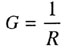 G = 1/R